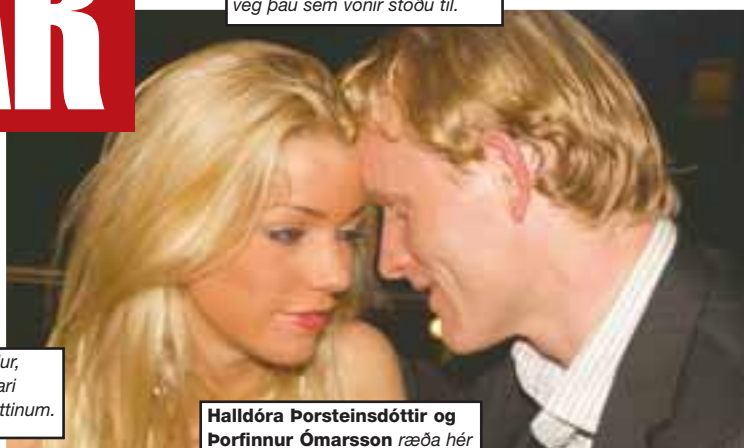 AR
veg þau sem vonir stóðu til.
ur,
ari
ttinum.
Halldóra Þorsteinsdóttir og
Þorfinnur Ómarsson ræða hér